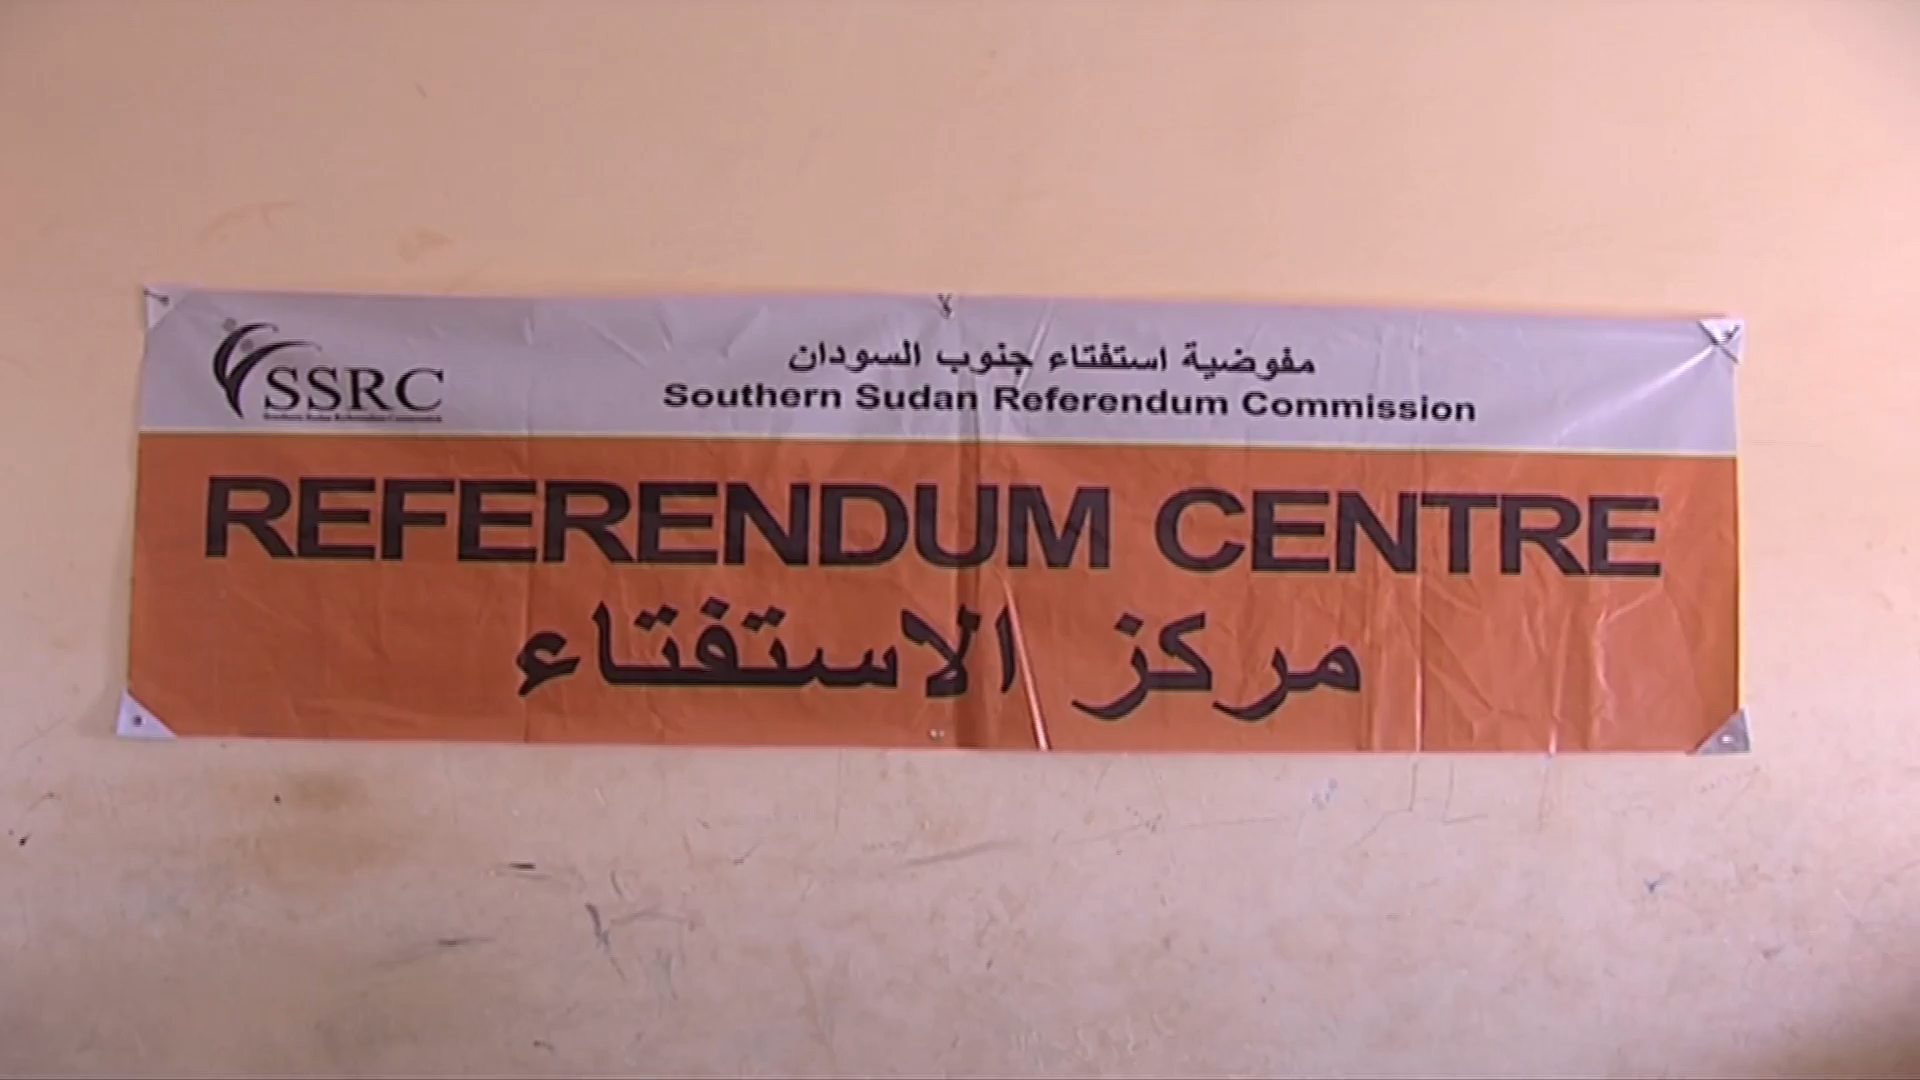 SSRC
مفوضية استفتاء جنوب السودان
Southern Sudan Referendum Commission
REFERENDUM CENTRE
مركز الاستفتاء